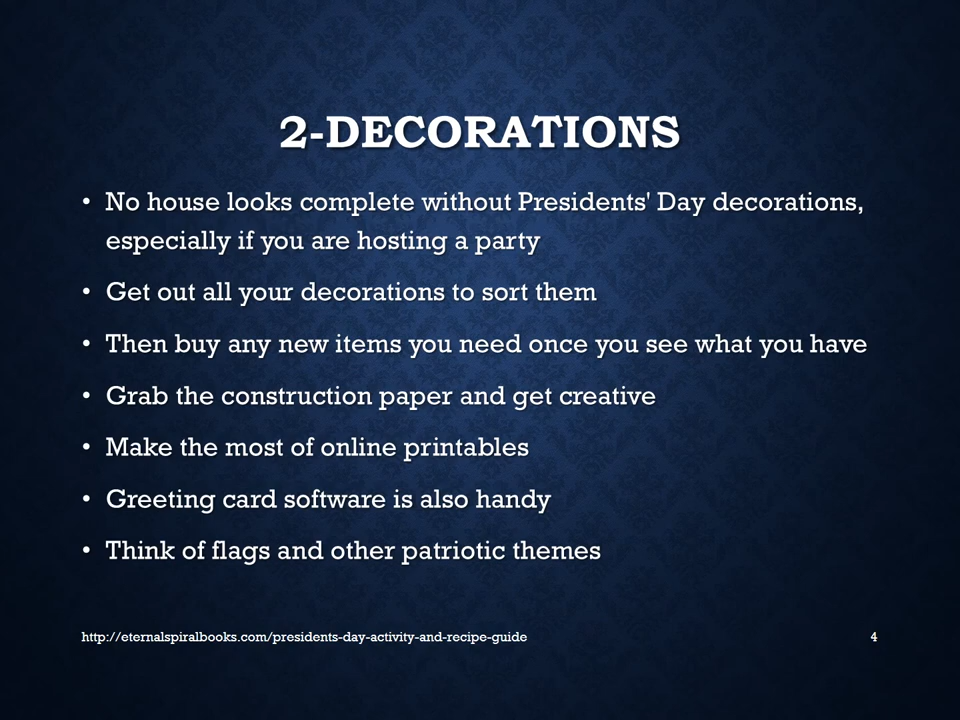 2-DECORATIONS
• No house looks complete without Presidents' Day decorations,
especially if you are hosting a party
• Get out all your decorations to sort them
• Then buy any new items you need once you see what you have
• Grab the construction paper and get creative
• Make the most of online printables
• Greeting card software is also handy
• Think of flags and other patriotic themes
http://eternalspiralbooks.com/presidents-day-activity-and-recipe-guide 4